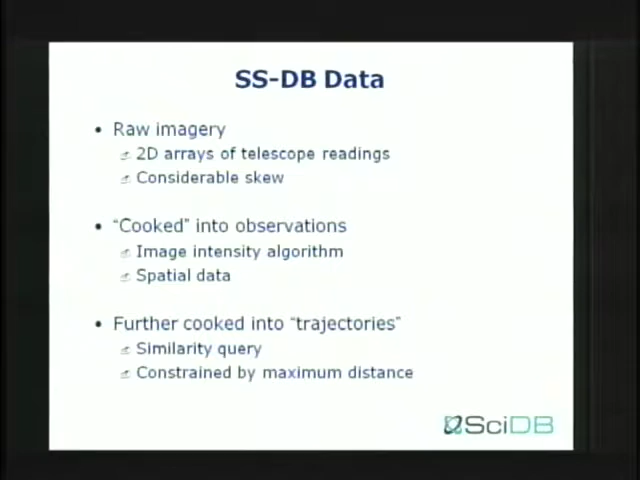 SS-DB Data
• Raw imagery
2D arrays of telescope readings
Considerable skew
• “Cooked” into observations
Image intensity algorithm
Spatial data
• Further cooked into “trajectories”
Similarity query
Constrained by maximum distance
SciDB